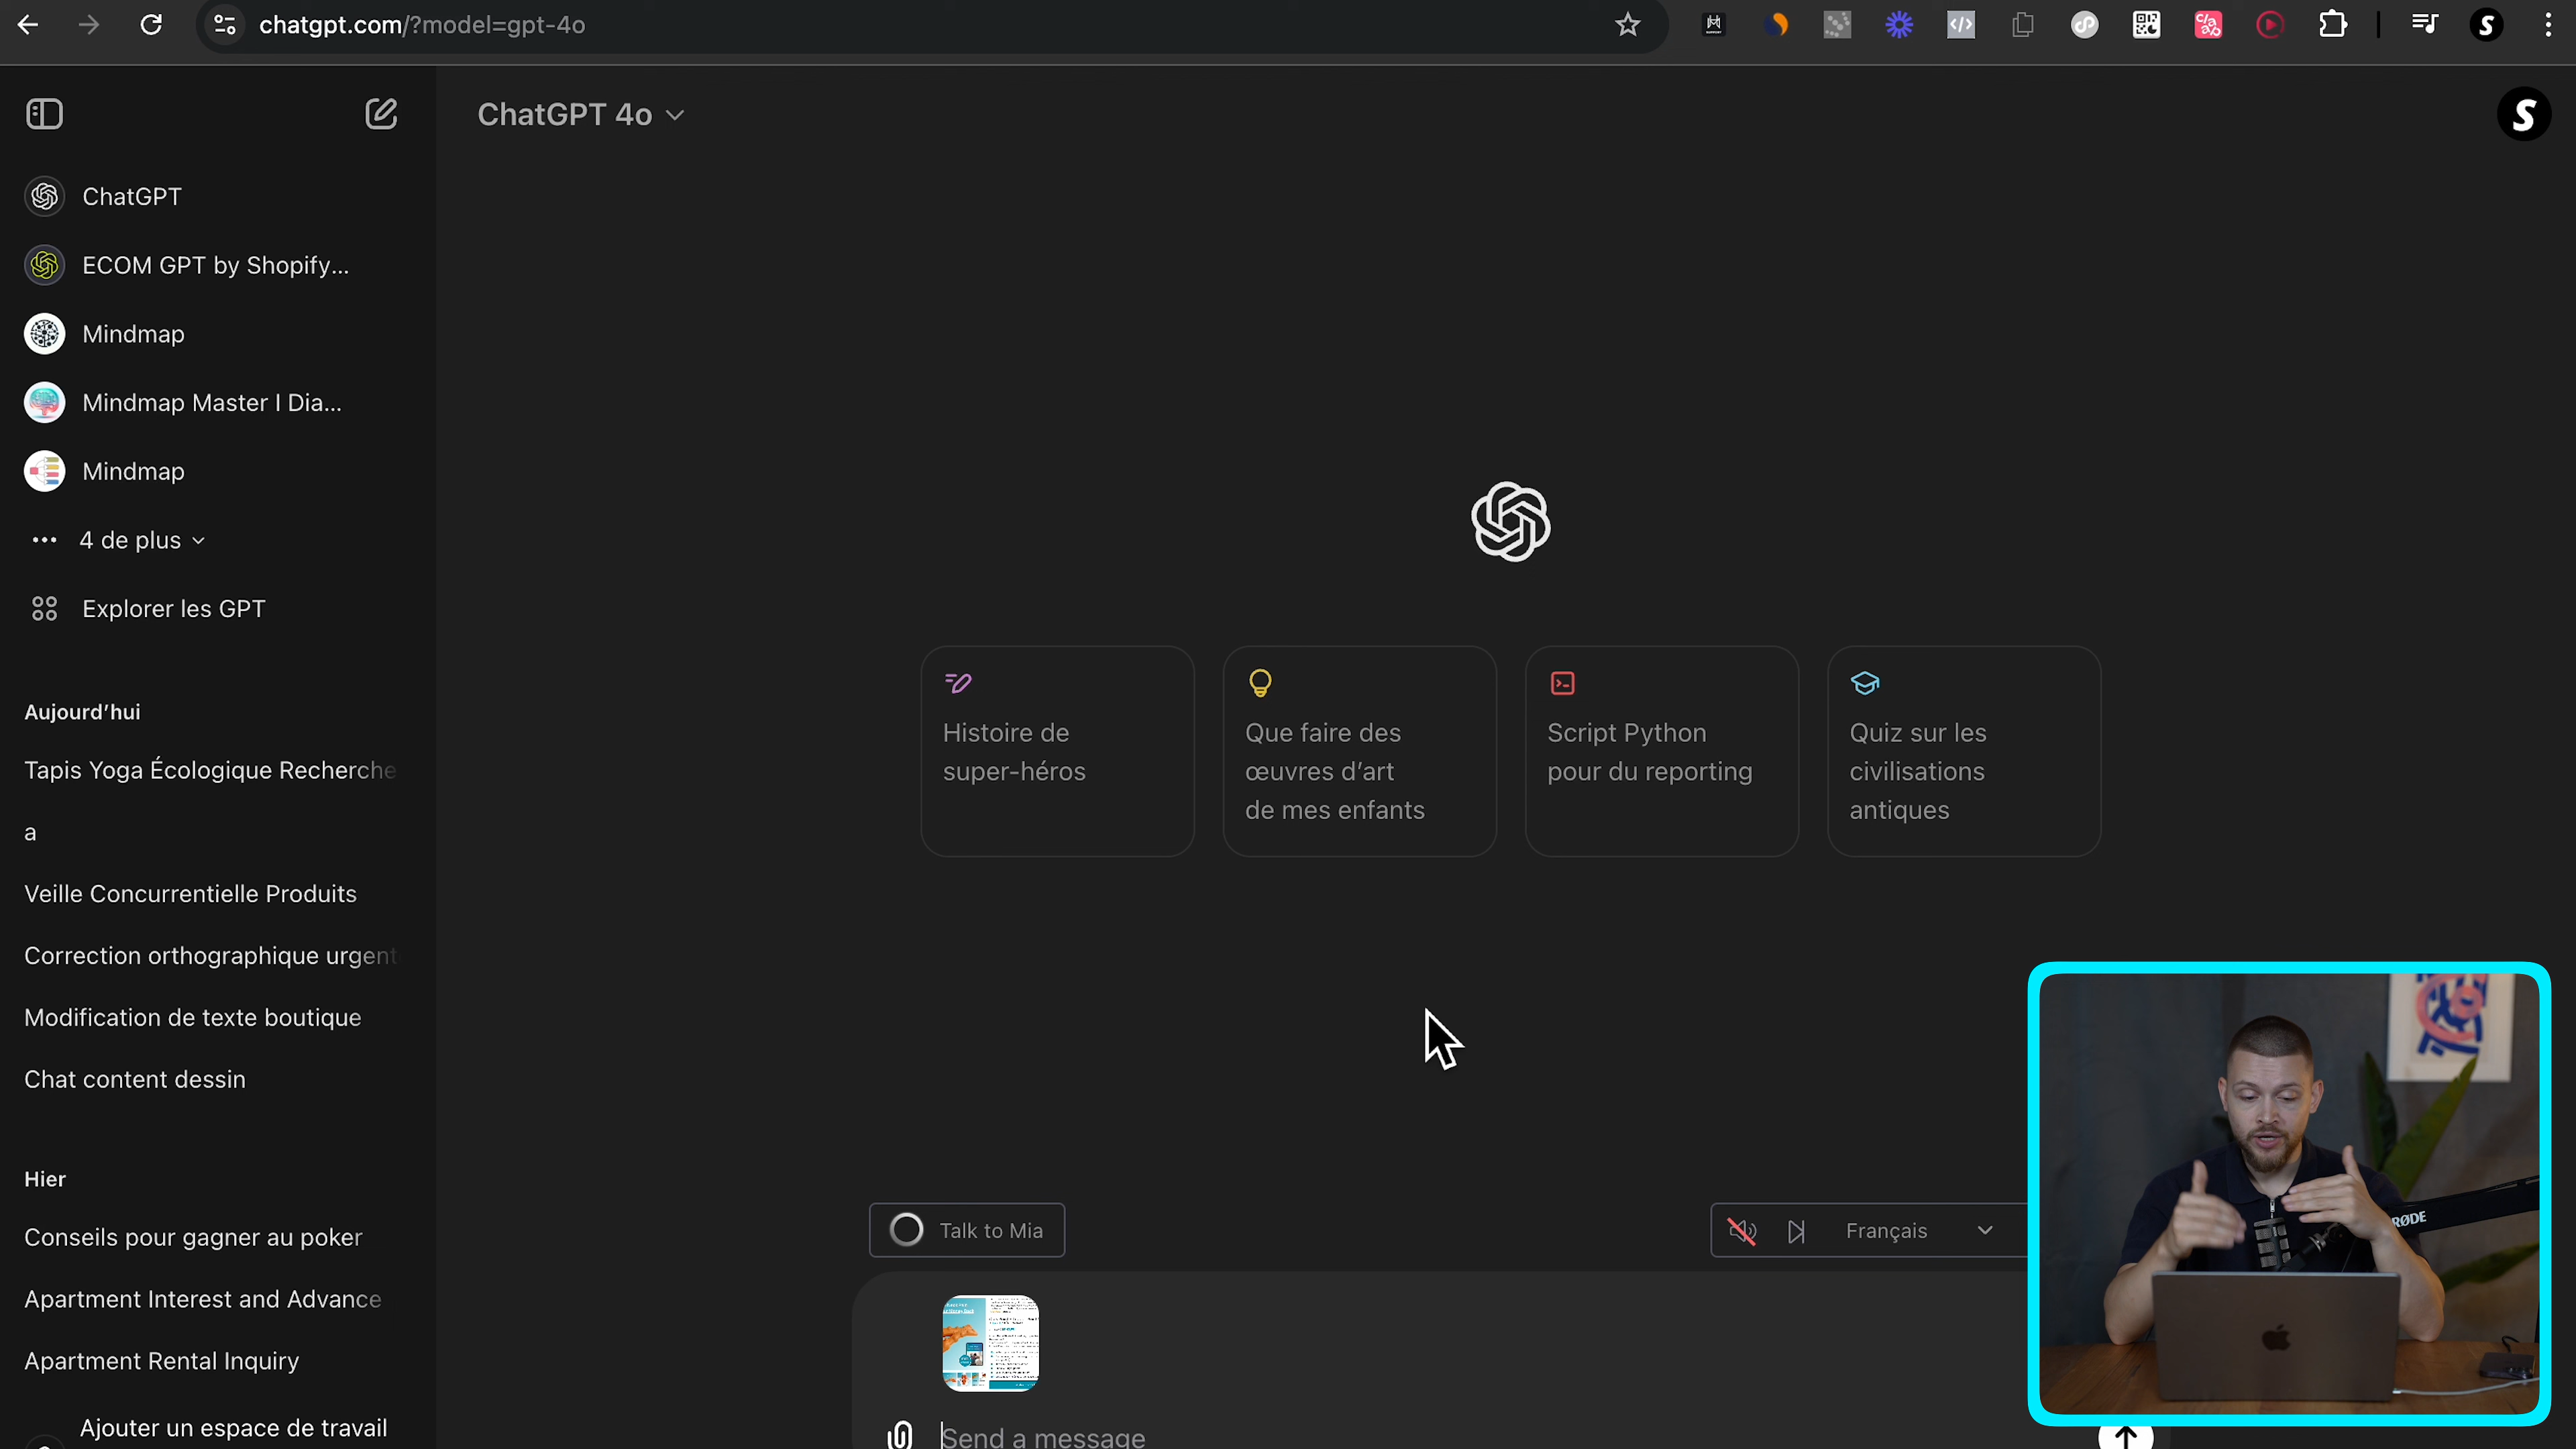 chatgpt.com/?model=gpt-4o
ChatGPT 4o
ChatGPT
ECOM GPT by Shopify...
Mindmap
Mindmap Master I Dia...
Mindmap
4 de plus
Explorer les GPT
Aujourd’hui
Tapis Yoga Écologique Recherche
a
Veille Concurrentielle Produits
Correction orthographique urgent
Modification de texte boutique
Chat content dessin
Hier
Conseils pour gagner au poker
Apartment Interest and Advance
Apartment Rental Inquiry
Ajouter un espace de travail
Histoire de
super-héros
Que faire des
œuvres d’art
de mes enfants
Script Python
pour du reporting
Quiz sur les
civilisations
antiques
Talk to Mia
Français
Send a message
RØDE